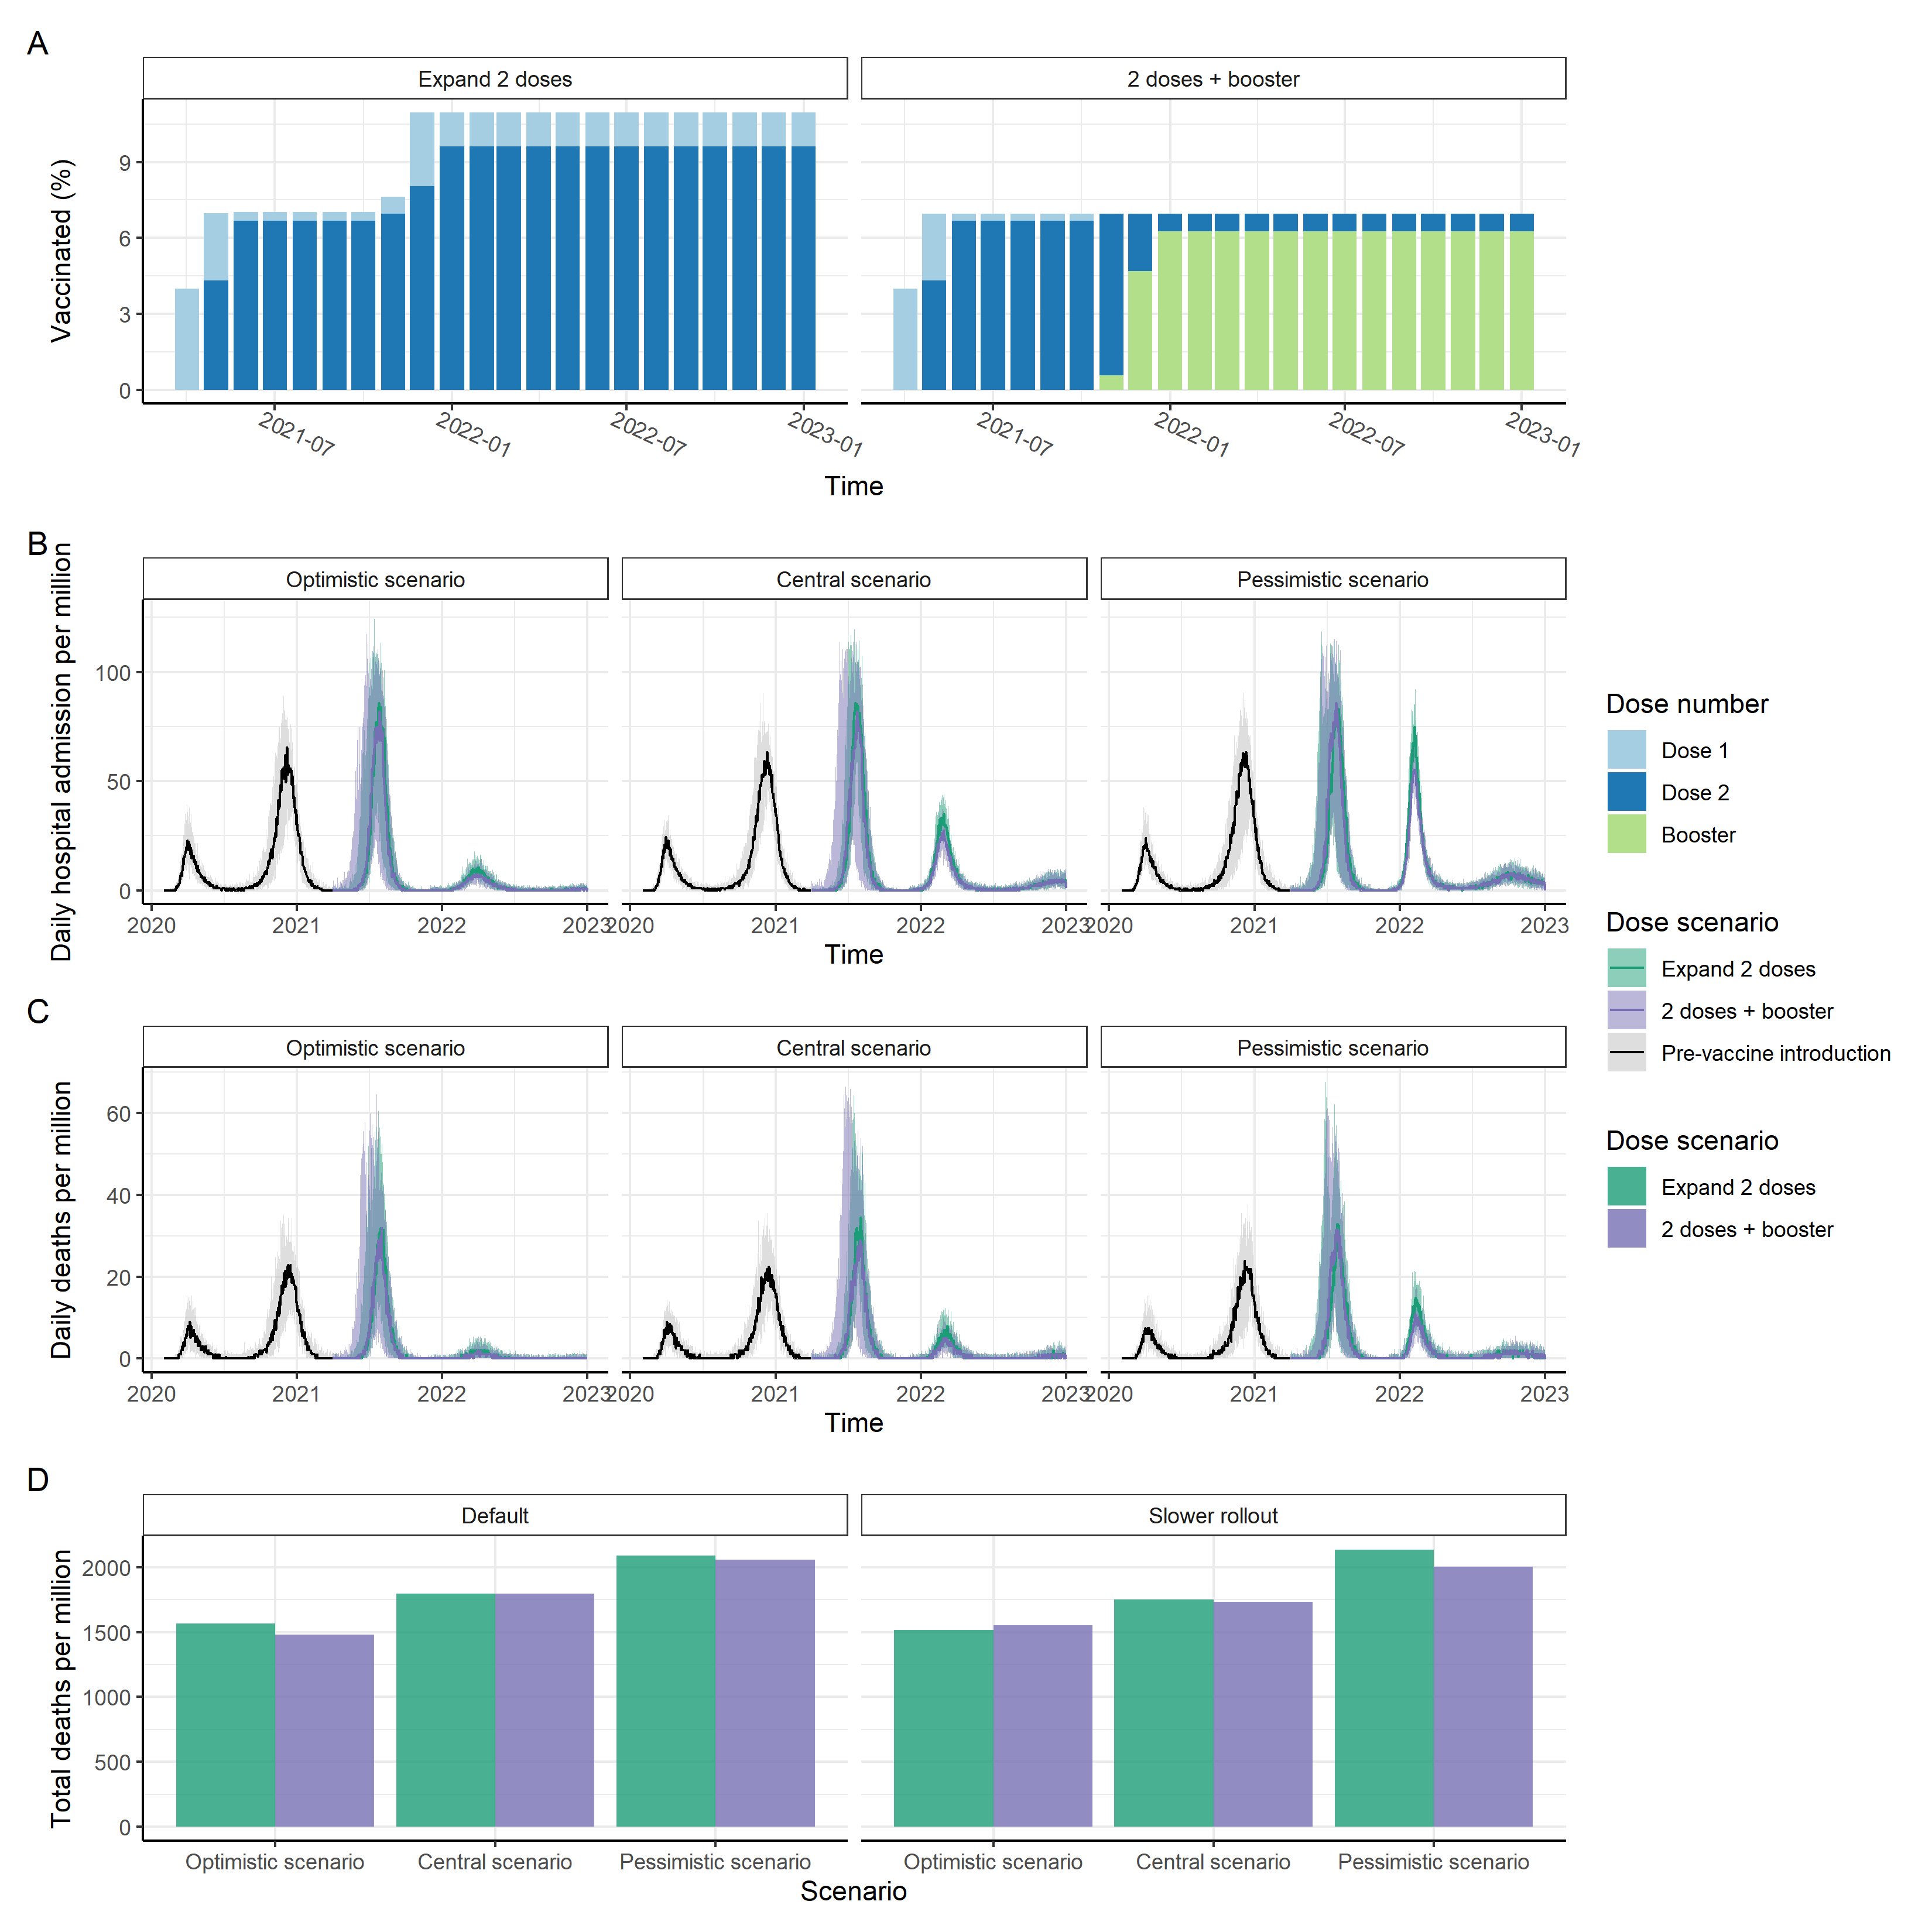 A
Expand 2 doses
2 doses + booster
Vaccinated (%)
9
6
3
0
2021-07
2022-01
2022-07
2023-01
2021-07
2022-01
2022-07
2023-01
Time
B
Optimistic scenario
Central scenario
Pessimistic scenario
Daily hospital admission per million
100
50
0
2020
2021
2022
2023
2020
2021
2022
2023
2020
2021
2022
2023
Time
C
Optimistic scenario
Central scenario
Pessimistic scenario
Daily deaths per million
60
40
20
0
2020
2021
2022
2023
2020
2021
2022
2023
2020
2021
2022
2023
Time
D
Default
Slower rollout
Total deaths per million
2000
1500
1000
500
0
Optimistic scenario
Central scenario
Pessimistic scenario
Optimistic scenario
Central scenario
Pessimistic scenario
Scenario
Dose number
Dose 1
Dose 2
Booster
Dose scenario
Expand 2 doses
2 doses + booster
Pre-vaccine introduction
Dose scenario
Expand 2 doses
2 doses + booster